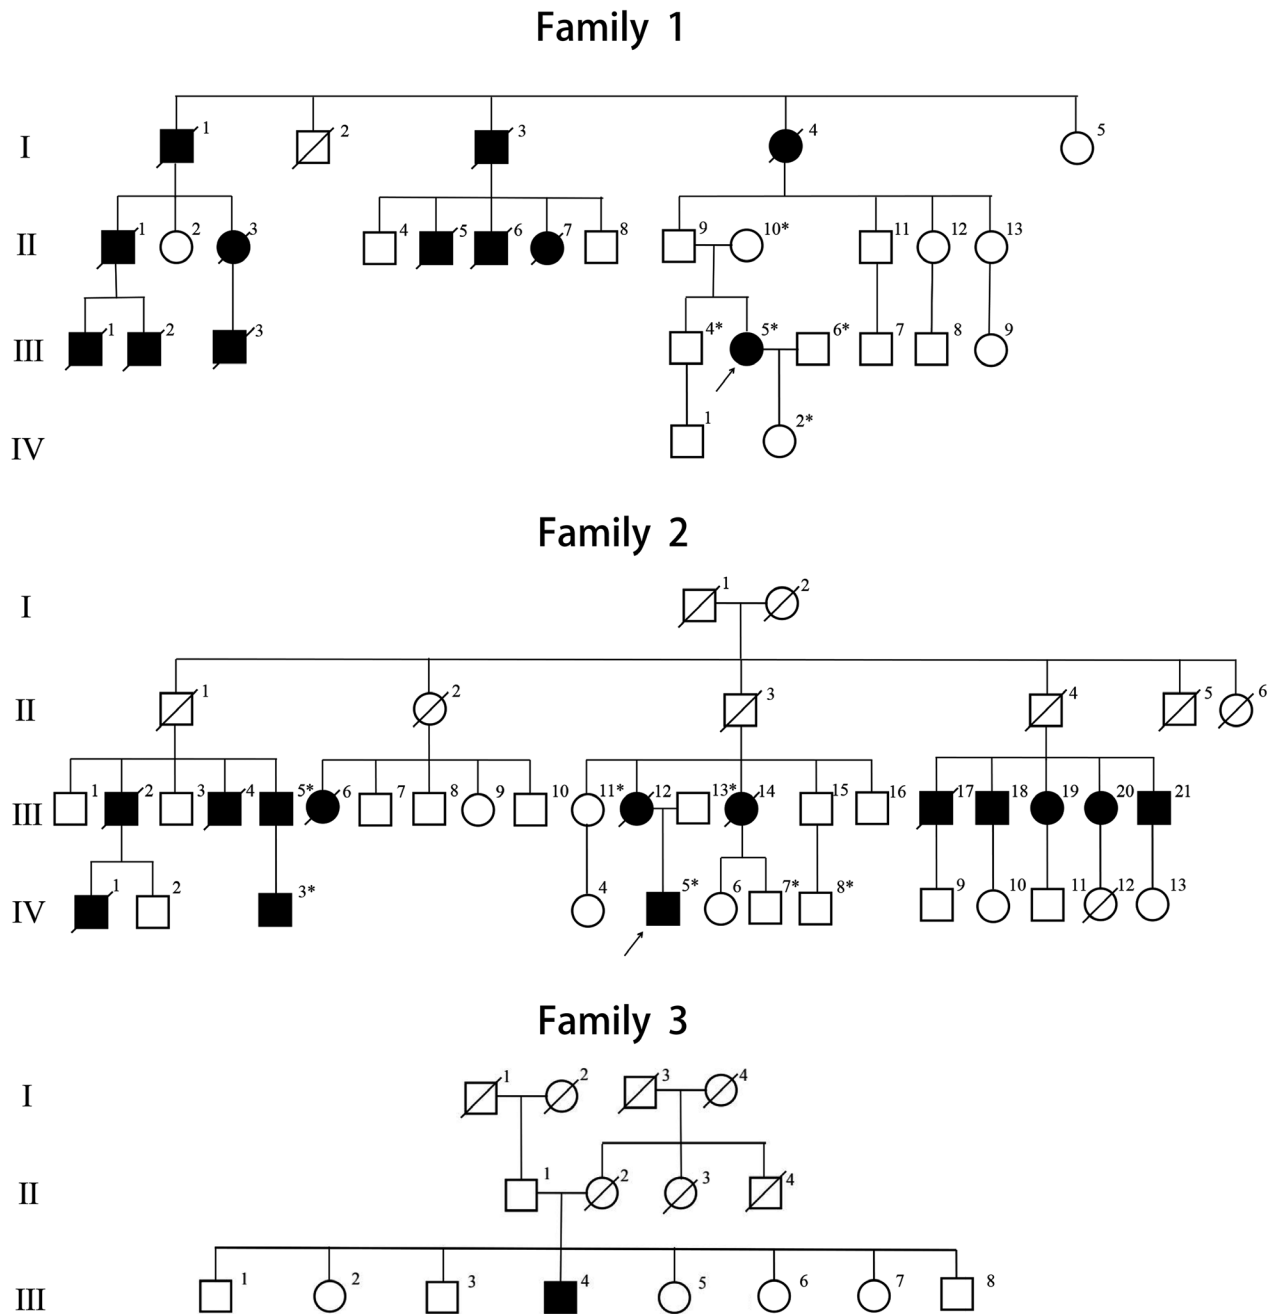 Family 1
I
1 2 3 4 5
II
1 2 3 4 5 6 7 8 9 10* 11 12 13
III
1 2 3 4* 5* 6* 7 8 9
IV
1 2*
Family 2
I
1 2
II
1 2 3 4 5 6
III
1 2 3 4 5* 6 7 8 9 10 11* 12 13* 14 15 16 17 18 19 20 21
IV
1 2 3* 4 5* 6 7* 8* 9 10 11 12 13
Family 3
I
1 2 3 4
II
1 2 3 4
III
1 2 3 4 5 6 7 8